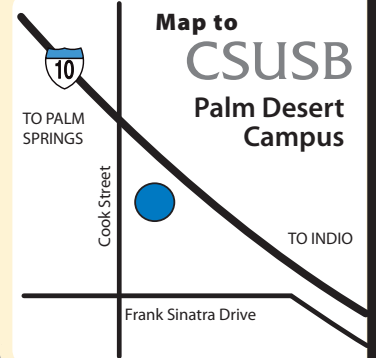 Map to
CSUSB
Palm Desert
Campus
10
TO PALM
SPRINGS
Cook Street
TO INDIO
Frank Sinatra Drive